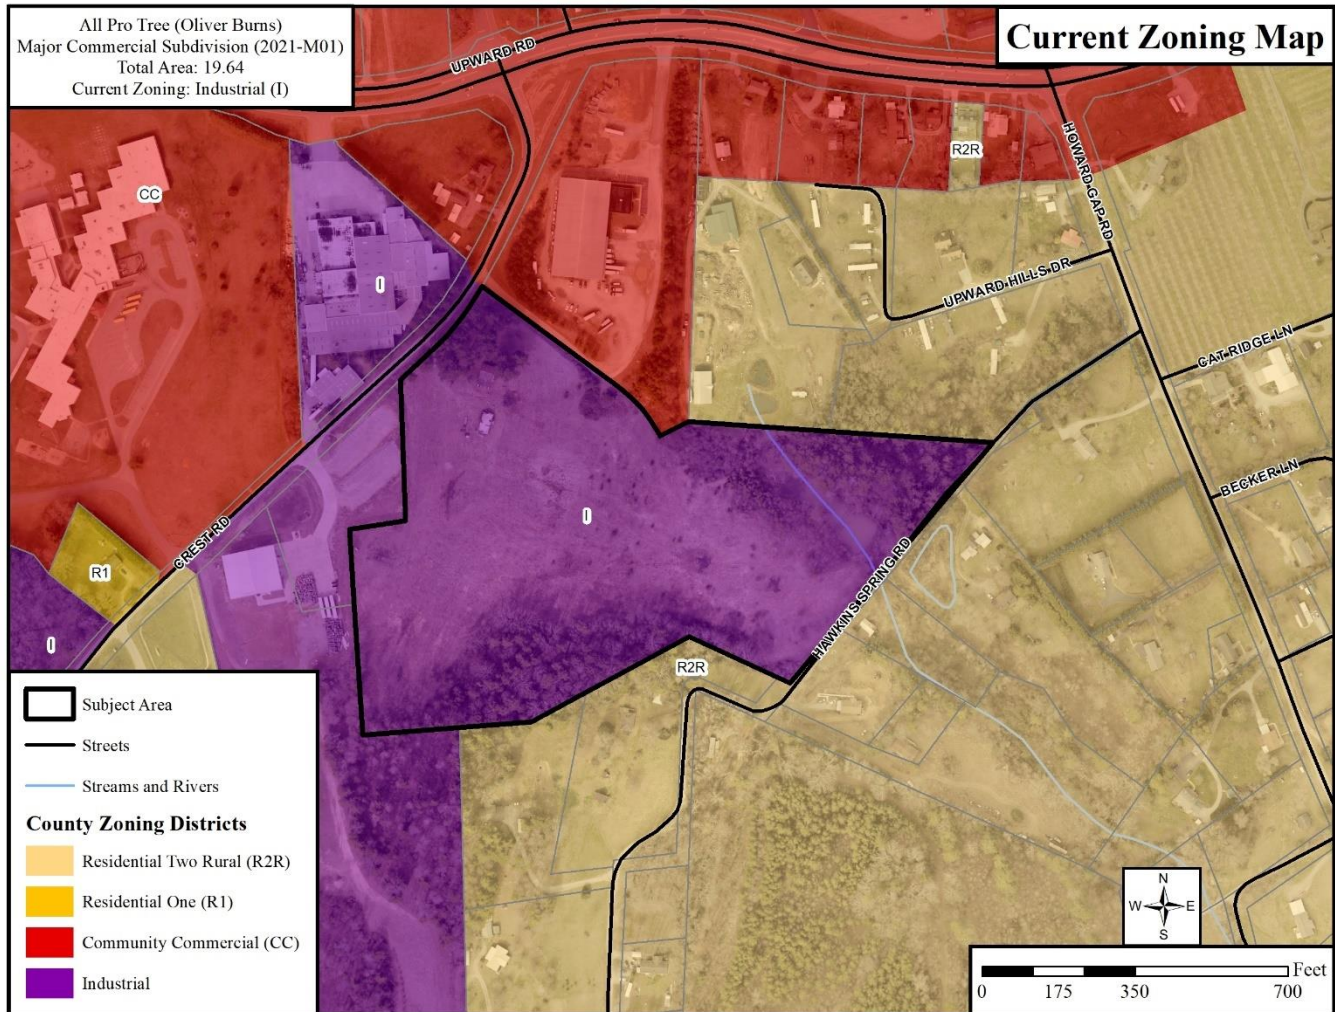 All Pro Tree (Oliver Burns)
Major Commercial Subdivision (2021-M01)
Total Area: 19.64
Current Zoning: Industrial (I)
Current Zoning Map
UPWARD RD
HOWARD GAP RD
R2R
CC
I
UPWARD HILLS DR
CAT RIDGE LN
BECKER LN
I
CREST RD
HAWKINS SPRING RD
R1
I
R2R
Subject Area
Streets
Streams and Rivers
County Zoning Districts
Residential Two Rural (R2R)
Residential One (R1)
Community Commercial (CC)
Industrial
N
W E
S
Feet
0 175 350 700